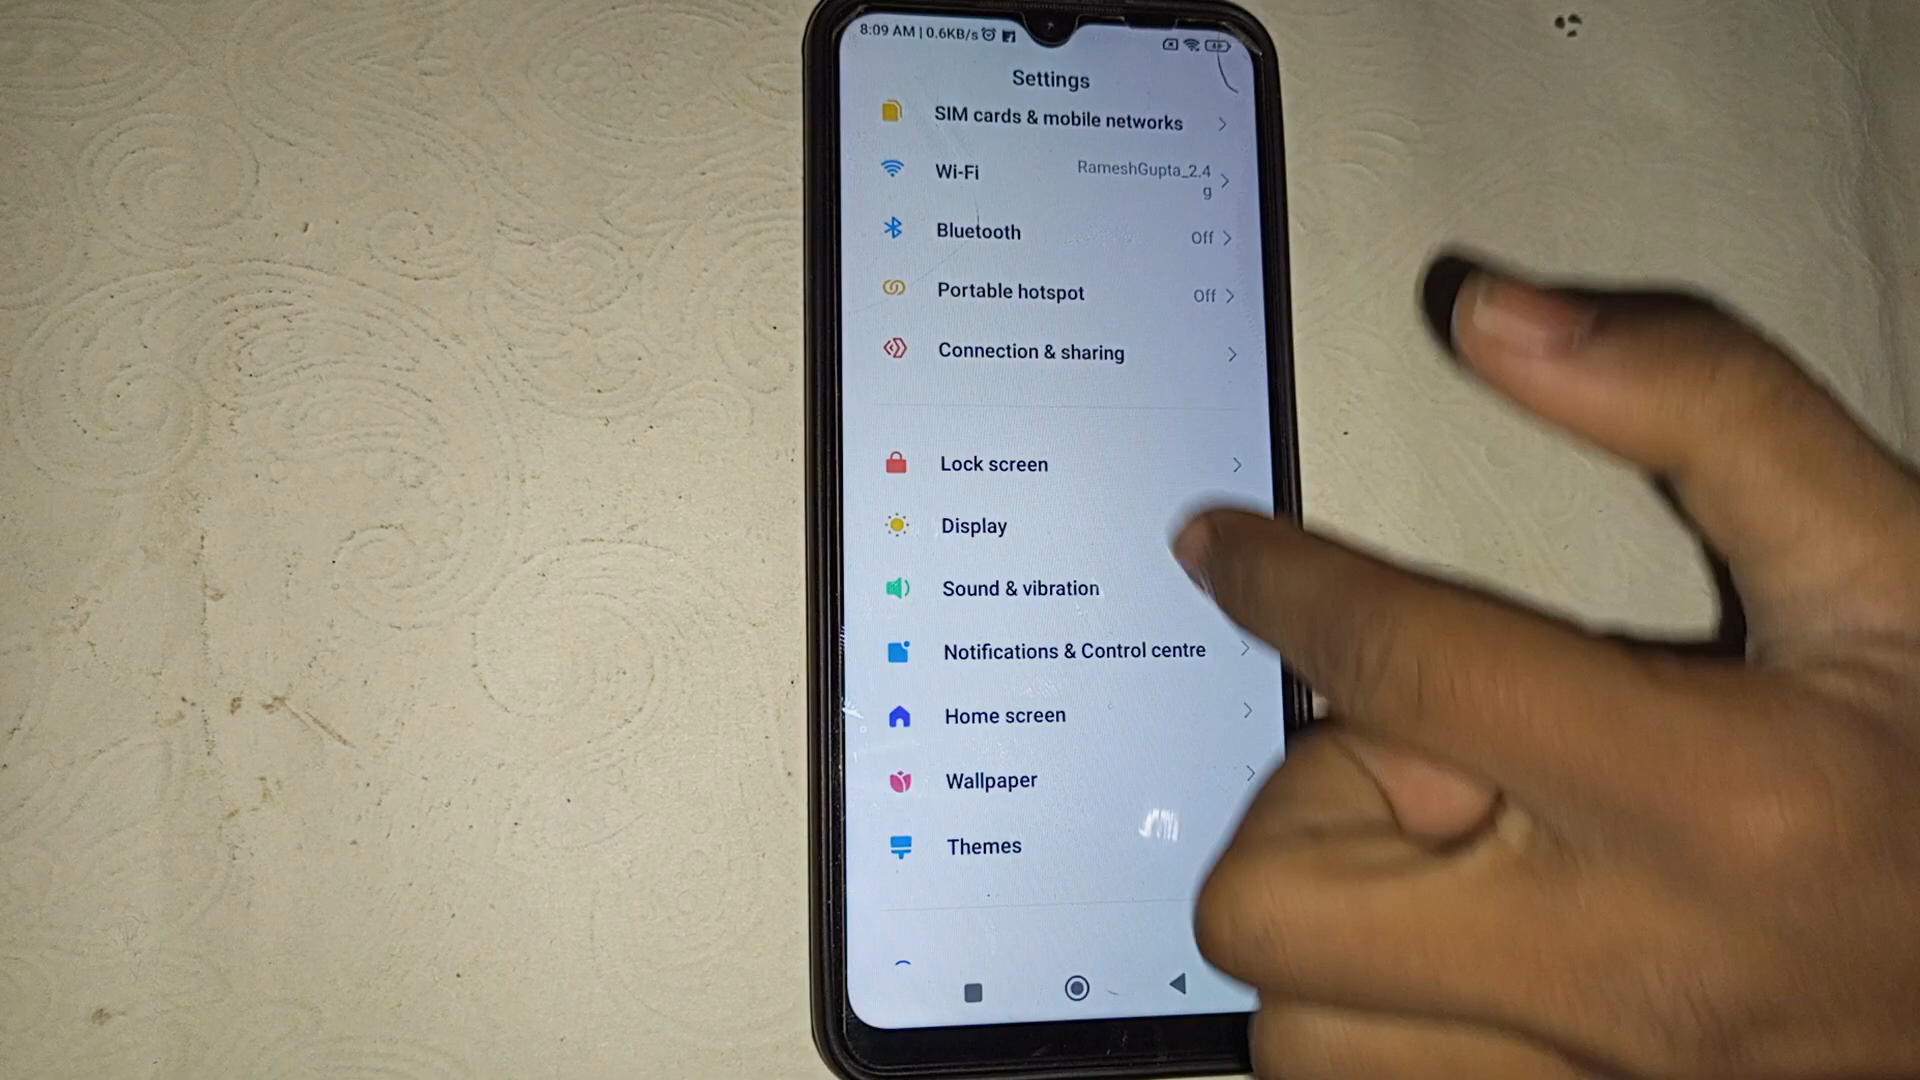 8:09 AM | 0.6KB/s
Settings
SIM cards & mobile networks
Wi-Fi
RameshGupta_2.4
g
Bluetooth
Off
Portable hotspot
Off
Connection & sharing
Lock screen
Display
Sound & vibration
Notifications & Control centre
Home screen
Wallpaper
Themes